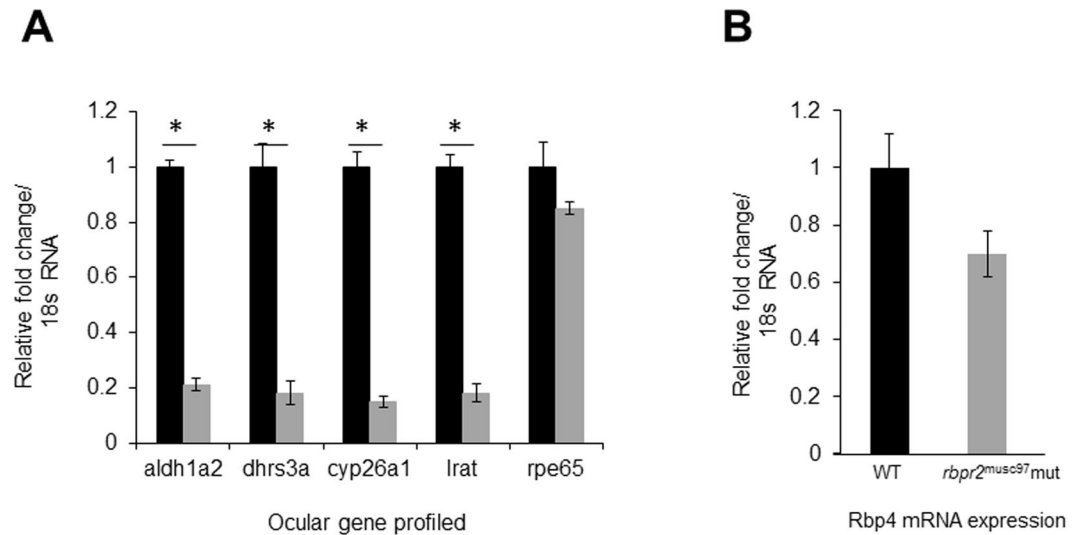 A
B
Relative fold change/
18s RNA
1.2
1
0.8
0.6
0.4
0.2
0
*
*
*
*
aldh1a2
dhrs3a
cyp26a1
lrat
rpe65
Ocular gene profiled
Relative fold change/
18s RNA
1.2
1
0.8
0.6
0.4
0.2
0
WT
rbpr2musc97mut
Rbp4 mRNA expression